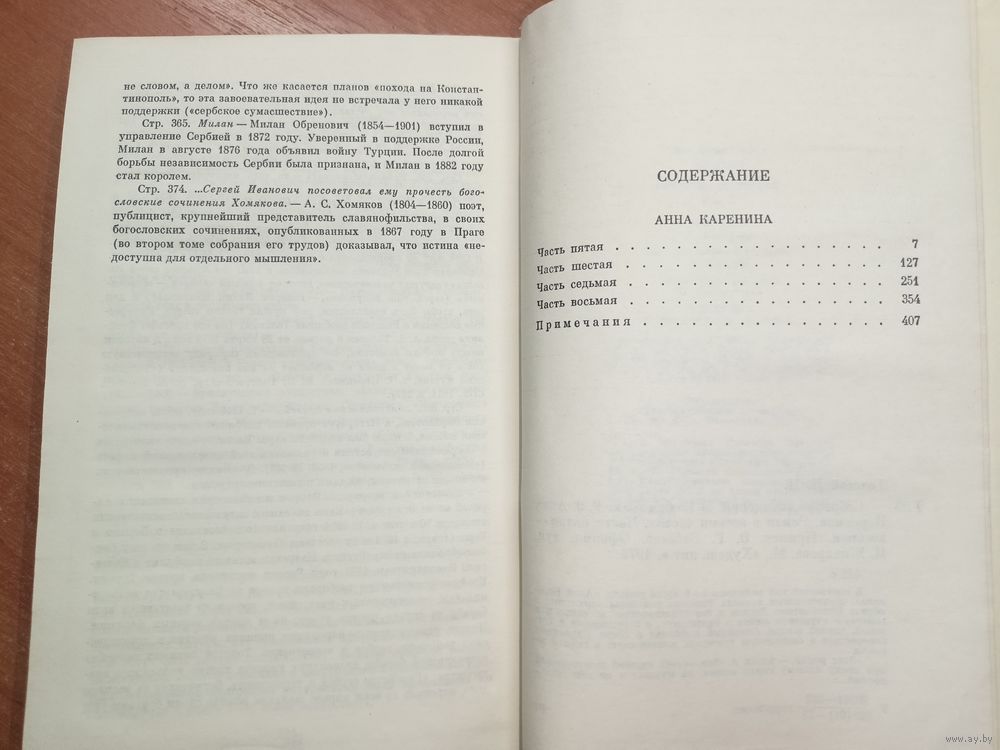 не словом, а делом». Что же касается планов «похода на Констан-
тинополь», то эта завоевательная идея не встречала у него никакой
поддержки («сербское сумасшествие»).
Стр. 365. Милан — Милан Обренович (1854—1901) вступил в
управление Сербией в 1872 году. Уверенный в поддержке России,
Милан в августе 1876 года объявил войну Турции. После долгой
борьбы независимость Сербии была признана, и Милан в 1882 году
стал королем.
Стр. 374. ...Сергей Иванович посоветовал ему прочесть бого-
словские сочинения Хомякова. — А. С. Хомяков (1804—1860) поэт,
публицист, крупнейший представитель славянофильства, в своих
богословских сочинениях, опубликованных в 1867 году в Праге
(во втором томе собрания его трудов) доказывал, что истина «не-
доступна для отдельного мышления».
СОДЕРЖАНИЕ
АННА КАРЕНИНА
Часть пятая . . . . . . . . . . . . . . . . . . . 7
Часть шестая . . . . . . . . . . . . . . . . . . 127
Часть седьмая . . . . . . . . . . . . . . . . . . 251
Часть восьмая . . . . . . . . . . . . . . . . . . 354
Примечания . . . . . . . . . . . . . . . . . 407
www.ay.by